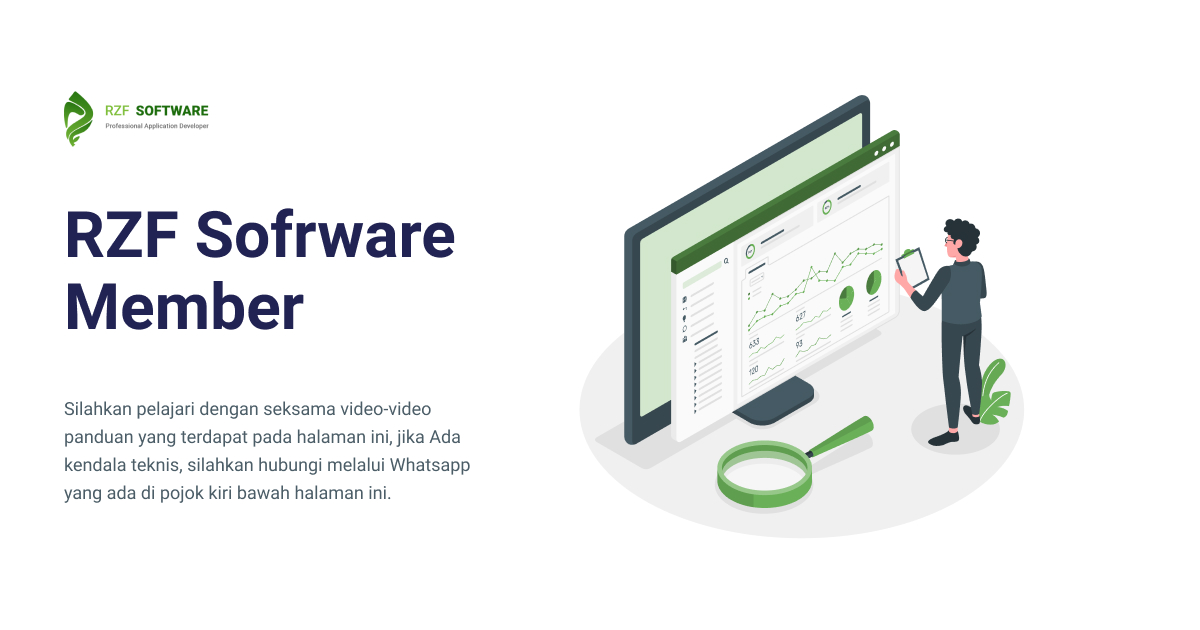 RZF SOFTWARE
Professional Application Developer
RZF Sofrware
Member
Silahkan pelajari dengan seksama video-video
panduan yang terdapat pada halaman ini, jika Ada
kendala teknis, silahkan hubungi melalui Whatsapp
yang ada di pojok kiri bawah halaman ini.
633
627
120
93